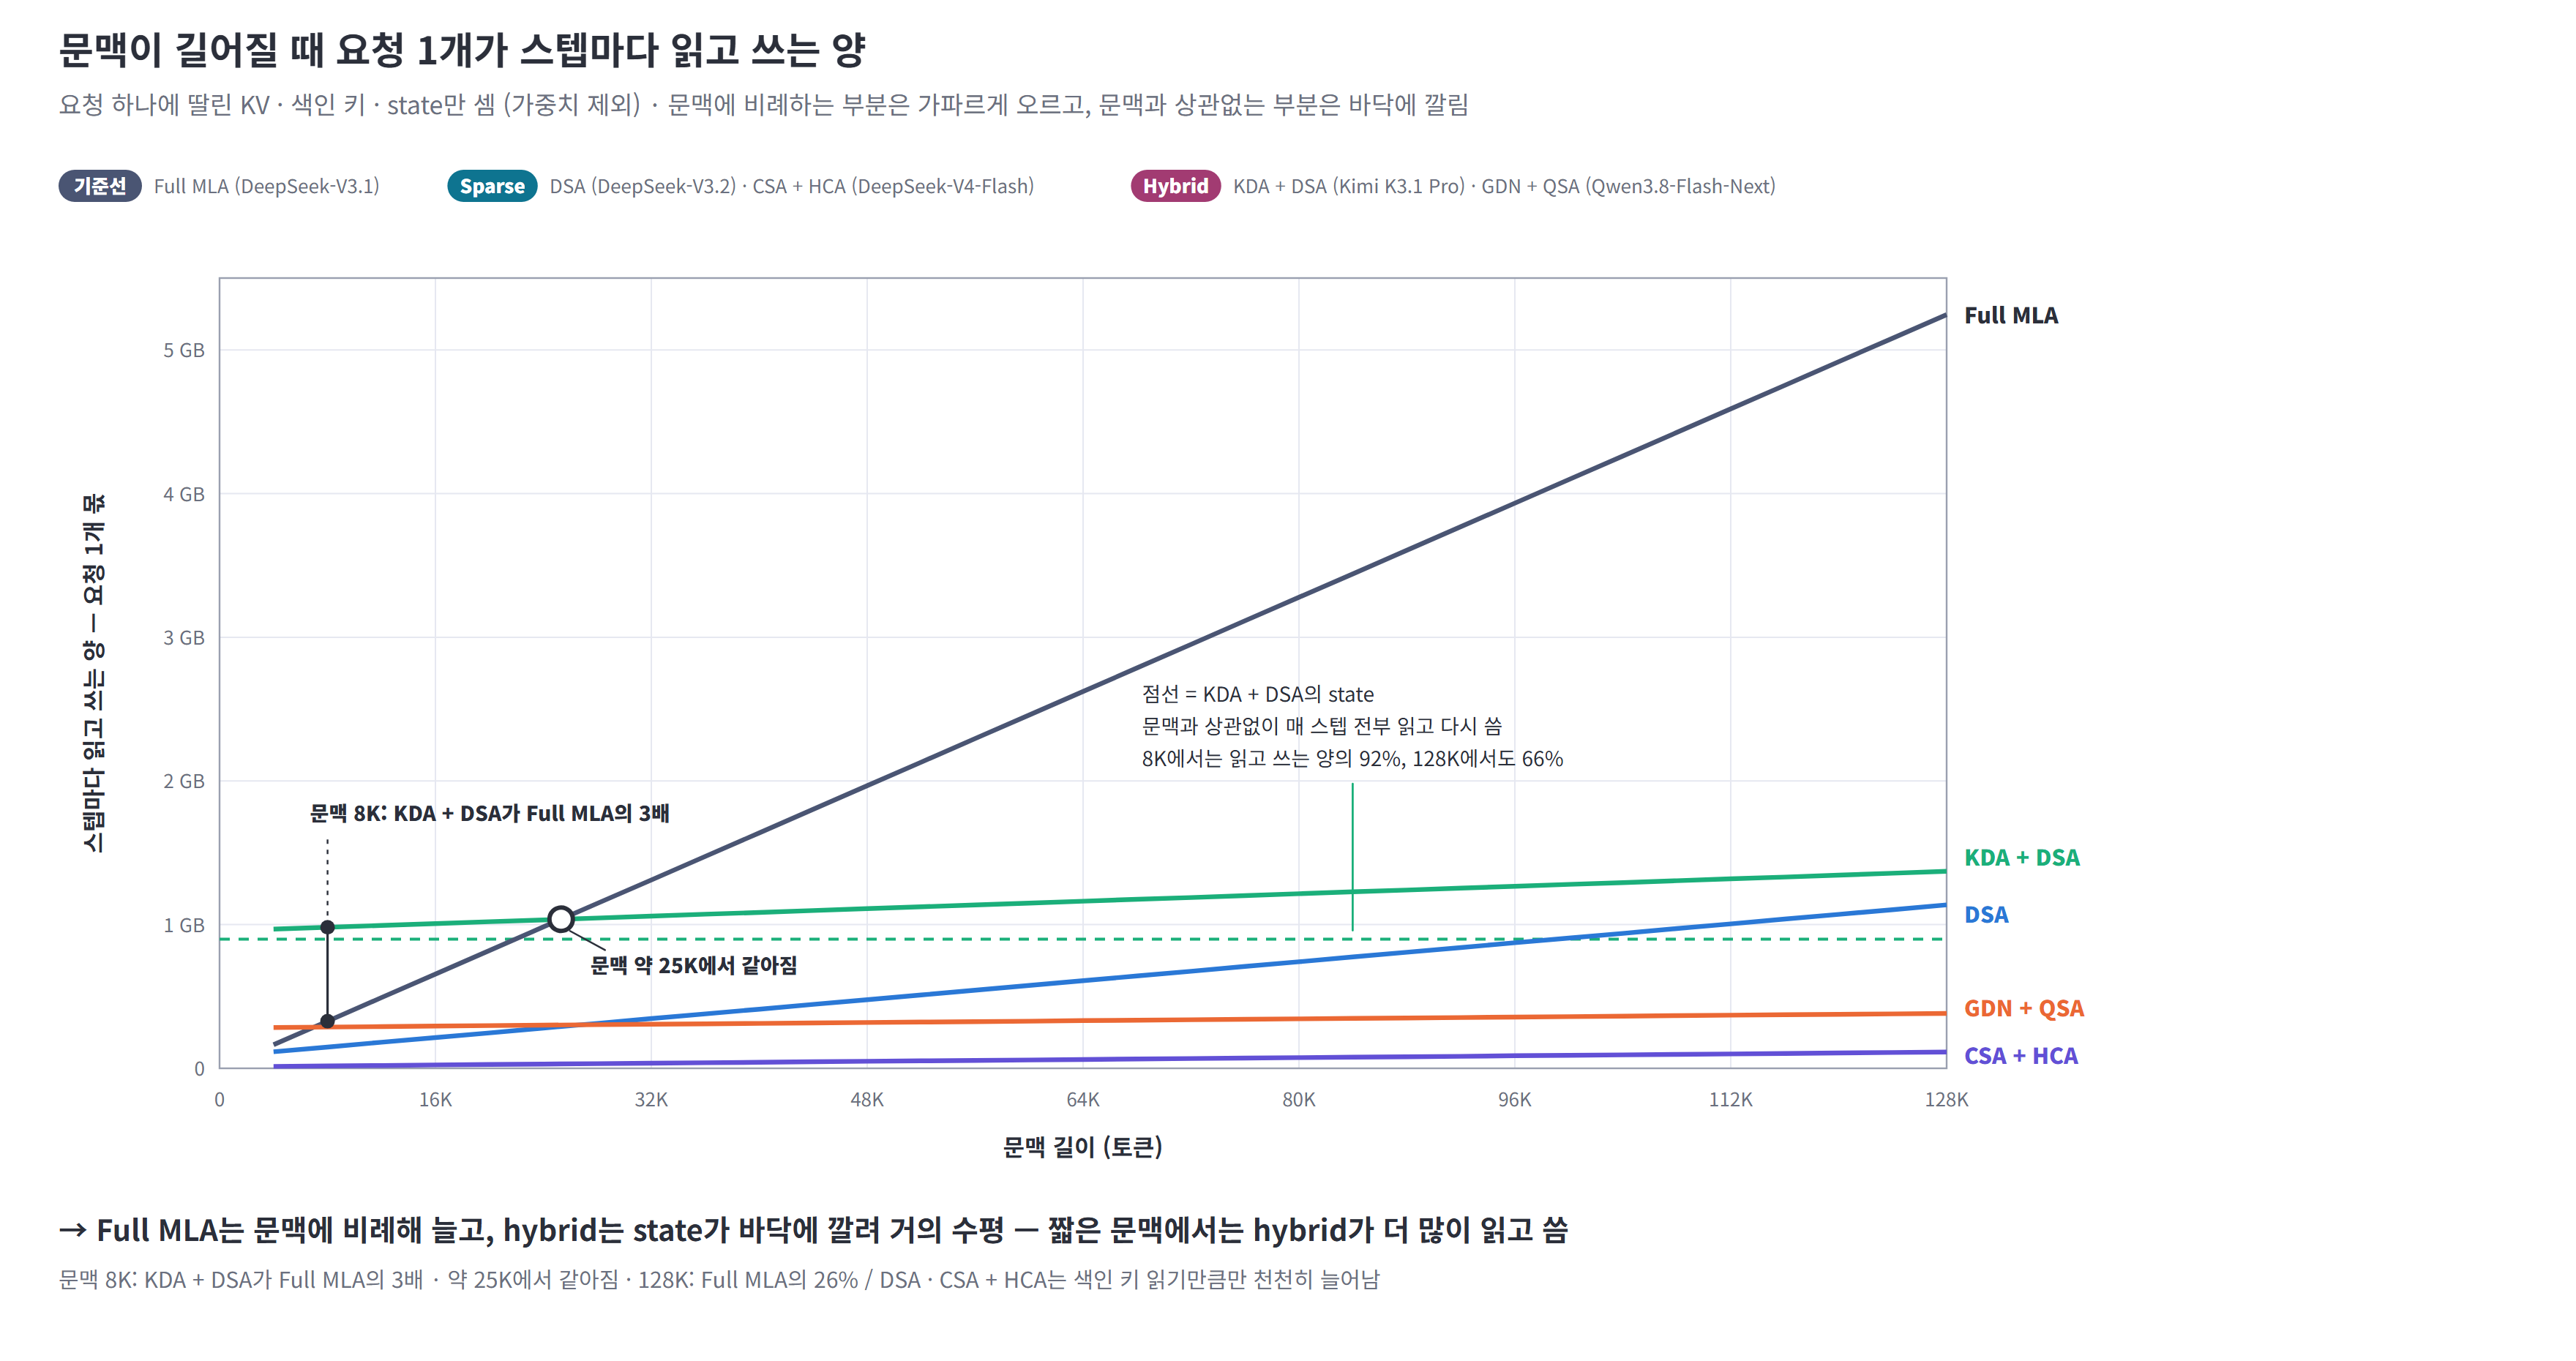 문맥이 길어질 때 요청 1개가 스텝마다 읽고 쓰는 양
요청 하나에 딸린 KV · 색인 키 · state만 셈 (가중치 제외) · 문맥에 비례하는 부분은 가파르게 오르고, 문맥과 상관없는 부분은 바닥에 깔림
기준선 Full MLA (DeepSeek-V3.1) Sparse DSA (DeepSeek-V3.2) · CSA + HCA (DeepSeek-V4-Flash) Hybrid KDA + DSA (Kimi K3.1 Pro) · GDN + QSA (Qwen3.8-Flash-Next)
스텝마다 읽고 쓰는 양 — 요청 1개 몫
5 GB
4 GB
3 GB
2 GB
1 GB
0
Full MLA
점선 = KDA + DSA의 state
문맥과 상관없이 매 스텝 전부 읽고 다시 씀
8K에서는 읽고 쓰는 양의 92%, 128K에서도 66%
문맥 8K: KDA + DSA가 Full MLA의 3배
문맥 약 25K에서 같아짐
KDA + DSA
DSA
GDN + QSA
CSA + HCA
0 16K 32K 48K 64K 80K 96K 112K 128K
문맥 길이 (토큰)
→ Full MLA는 문맥에 비례해 늘고, hybrid는 state가 바닥에 깔려 거의 수평 — 짧은 문맥에서는 hybrid가 더 많이 읽고 씀
문맥 8K: KDA + DSA가 Full MLA의 3배 · 약 25K에서 같아짐 · 128K: Full MLA의 26% / DSA · CSA + HCA는 색인 키 읽기만큼만 천천히 늘어남